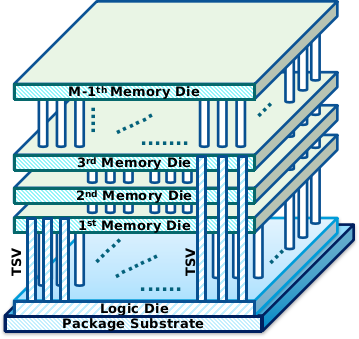 M-1th Memory Die
3rd Memory Die
2nd Memory Die
1st Memory Die
TSV
TSV
Logic Die
Package Substrate